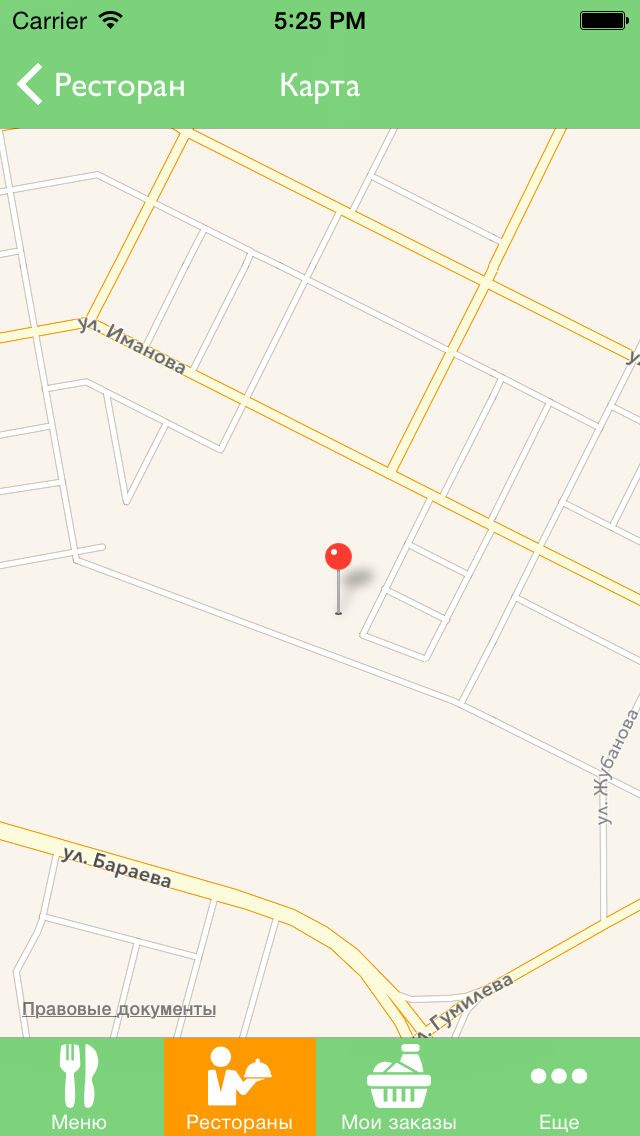 Carrier 5:25 PM
Ресторан Карта
ул. Иманова
ул. Жубанова
ул. Бараева
ул. Гумилева
Правовые документы
Меню Рестораны Мои заказы Еще